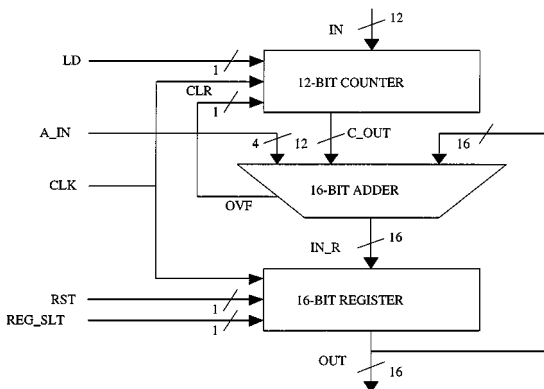 IN
12
LD
1
12-BIT COUNTER
CLR
1
A_IN
4
12
C_OUT
16
CLK
16-BIT ADDER
OVF
IN_R
16
RST
1
16-BIT REGISTER
REG_SLT
1
OUT
16